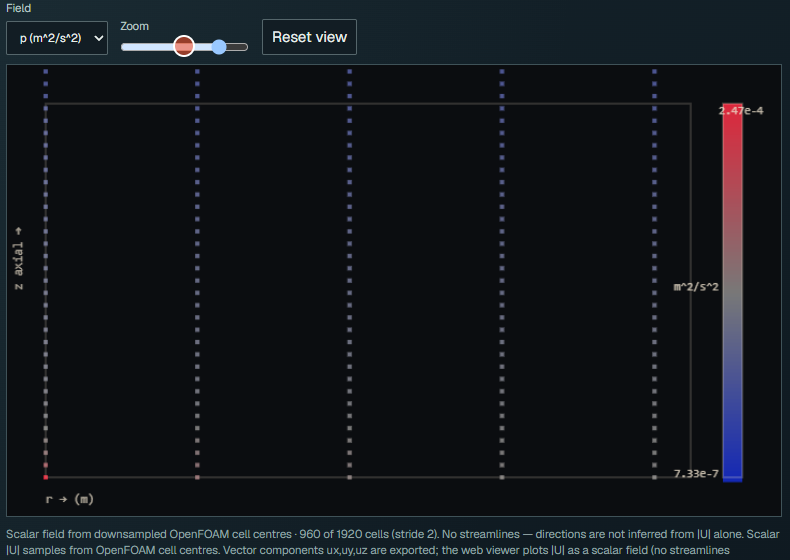 Field
p (m^2/s^2)
Zoom
Reset view
2.47e-4
z axial →
m^2/s^2
7.33e-7
r → (m)
Scalar field from downsampled OpenFOAM cell centres · 960 of 1920 cells (stride 2). No streamlines — directions are not inferred from |U| alone. Scalar
|U| samples from OpenFOAM cell centres. Vector components ux,uy,uz are exported; the web viewer plots |U| as a scalar field (no streamlines